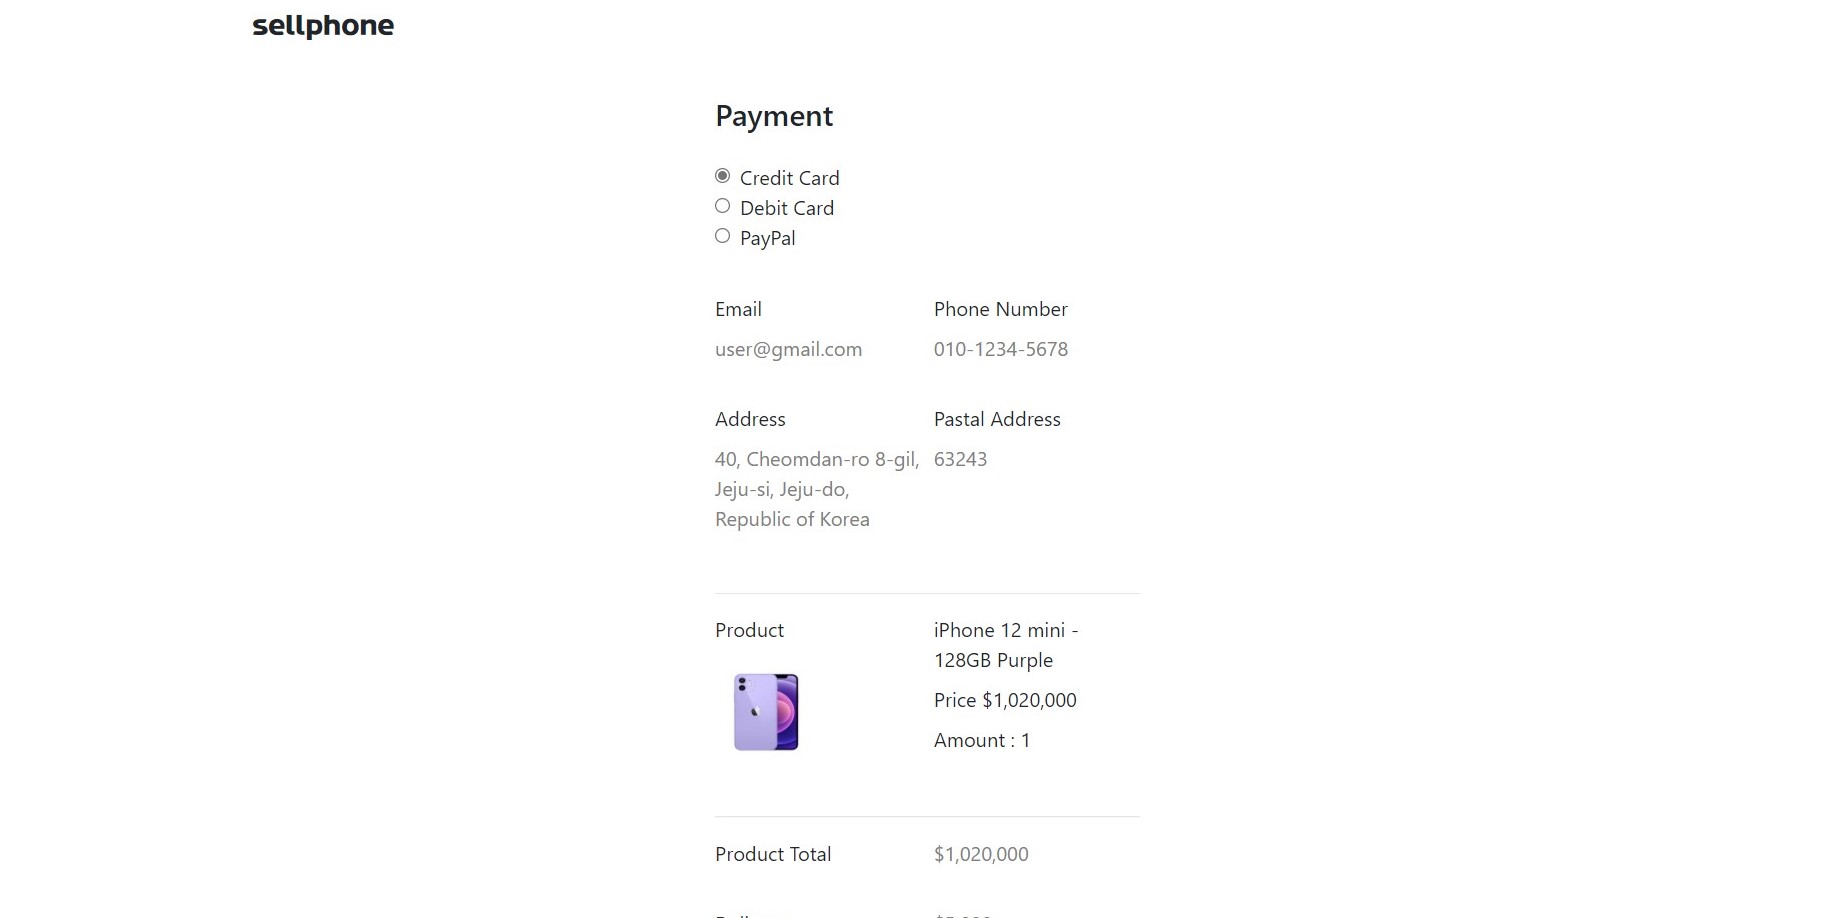 sellphone
Payment
Credit Card
Debit Card
PayPal
Email
Phone Number
user@gmail.com
010-1234-5678
Address
Pastal Address
40, Cheomdan-ro 8-gil,
Jeju-si, Jeju-do,
Republic of Korea
63243
Product
iPhone 12 mini -
128GB Purple
Price $1,020,000
Amount : 1
Product Total
$1,020,000